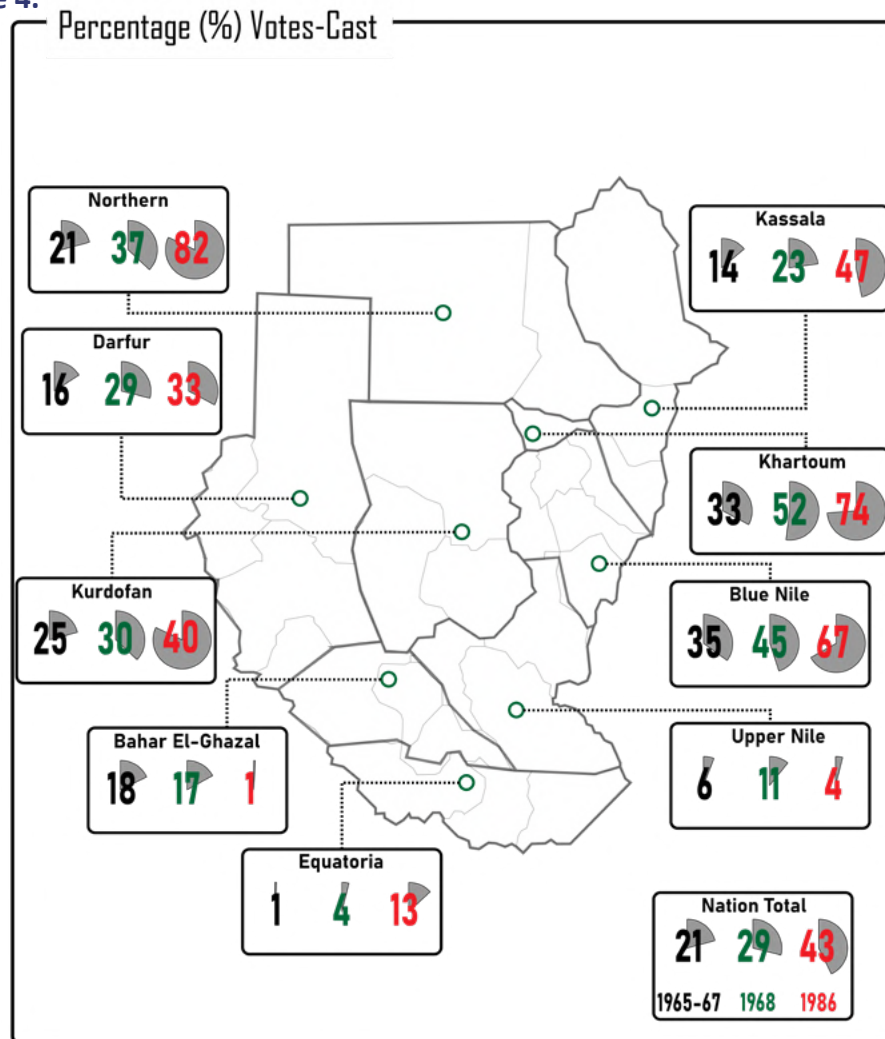 e 4.
Percentage (%) Votes-Cast
Northern
21 37 82
Kassala
14 23 47
Darfur
16 29 33
Khartoum
33 52 74
Kurdofan
25 30 40
Blue Nile
35 45 67
Bahar El-Ghazal
18 17 1
Upper Nile
6 11 4
Equatoria
1 4 13
Nation Total
21 29 43
1965-67 1968 1986